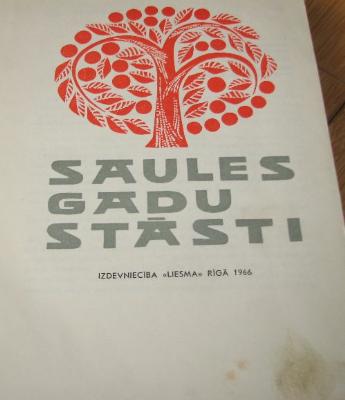 SAULES
GADU
STĀSTI
IZDEVNIECĪBA «LIESMA» RĪGĀ 1966